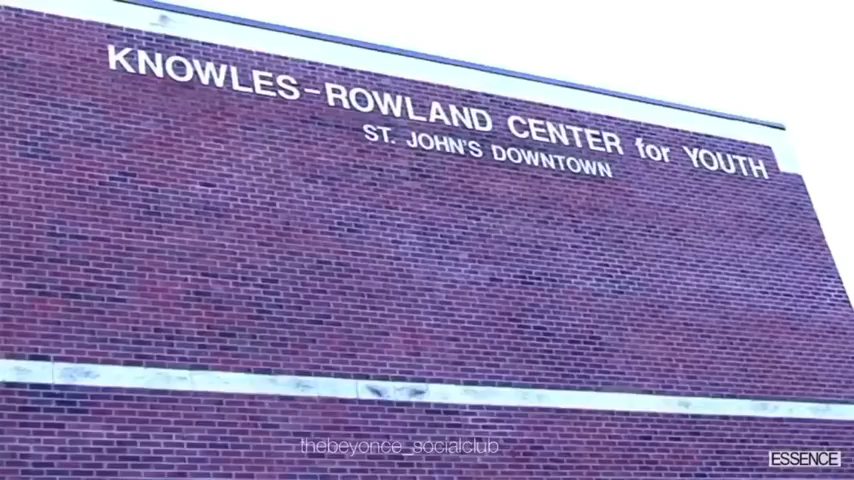 KNOWLES-ROWLAND CENTER for YOUTH
ST. JOHN'S DOWNTOWN
thebeyonce_socialclub
ESSENCE